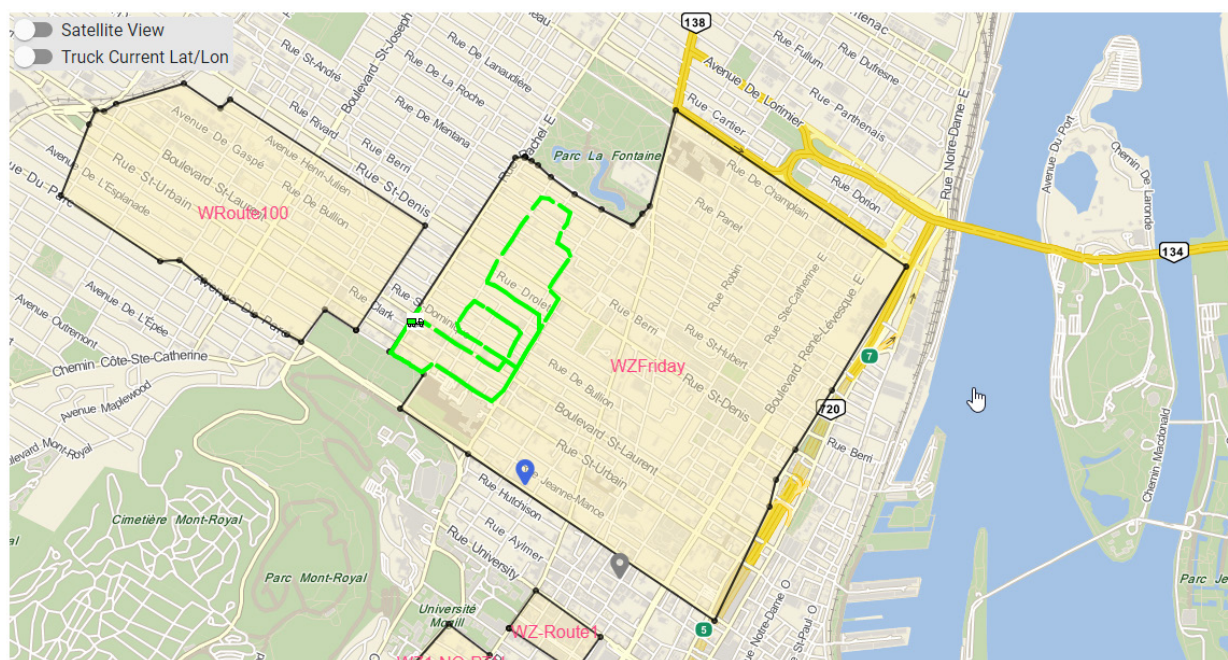 Satellite View
Truck Current Lat/Lon
138
Rue St-André
Boulevard St-Joseph
Rue De Lanaudière
Rue De La Roche
Rue De Mentana
Rue Rivard
Rue Berri
Rue-St-Denis
Avenue De Gaspé
Avenue Henri-Julien
Rue St-Urbain
Boulevard St-Laurent
Rue De Bullion
Avenue De L'Esplanade
WRoute100
Parc La Fontaine
Rue Fullum
Rue Dufresne
Avenue De Lorimier
Rue Parthenais
Rue Cartier
Rue Notre-Dame E
Rue De Champlain
Rue Dorion
Rue Panet
Rue Robin
Rue Ste-Catherine E
Boulevard René-Lévesque E
Avenue Du Port
Chemin De Laronde
134
Rue Drolet
Rue Berri
Rue St-Hubert
Rue St-Denis
Rue Clark
Rue St-Dominique
Avenue Du Parc
Avenue Outremont
Avenue De L'Épée
Chemin Côte-Ste-Catherine
Avenue Maplewood
WZFriday
7
720
Rue De Bullion
Boulevard St-Laurent
Rue St-Urbain
Jeanne-Mance
Rue Berri
Rue Hutchison
Rue Aylmer
Rue University
Chemin Macdonald
Cimetière Mont-Royal
Parc Mont-Royal
Université
WZ-Route1
5
Rue Notre-Dame O
St-Paul O